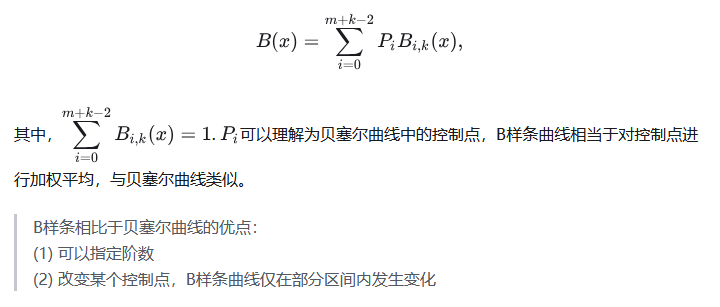 B(x) = \sum_{i=0}^{m+k-2} P_i B_{i,k}(x),
其中，\sum_{i=0}^{m+k-2} B_{i,k}(x) = 1. P_i 可以理解为贝塞尔曲线中的控制点，B样条曲线相当于对控制点进
行加权平均，与贝塞尔曲线类似。
B样条相比于贝塞尔曲线的优点：
(1) 可以指定阶数
(2) 改变某个控制点，B样条曲线仅在部分区间内发生变化